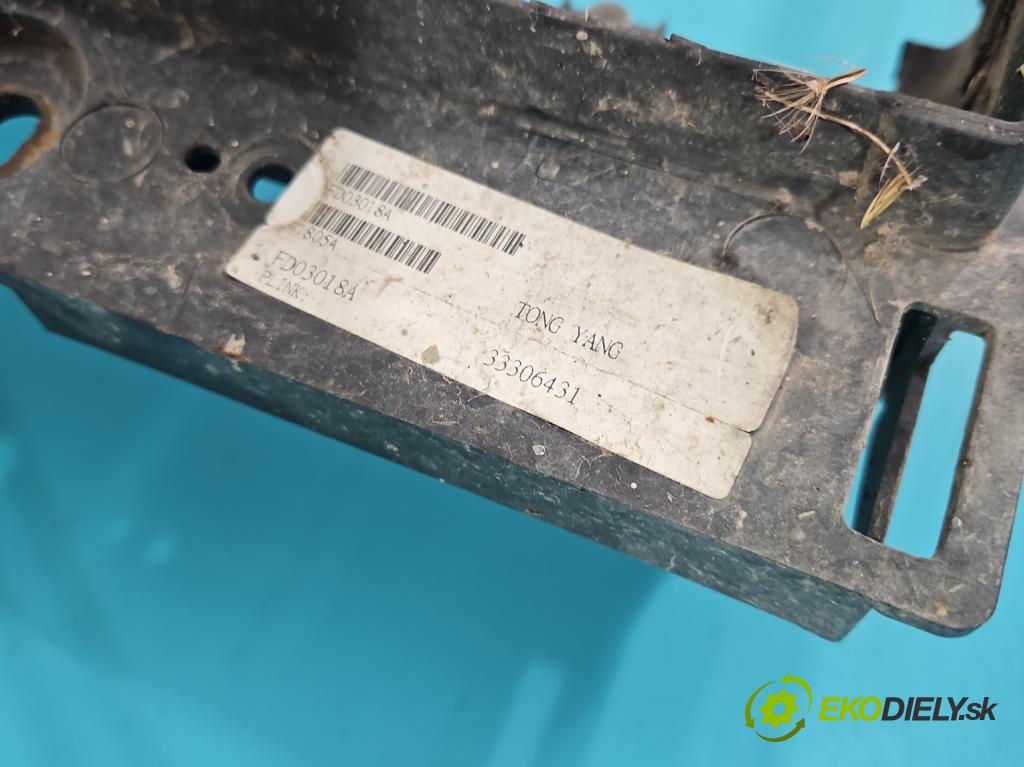 FD03018A
1805A
FD03018A
PLINK:
TONG YANG
33306431
EKODIELY.sk